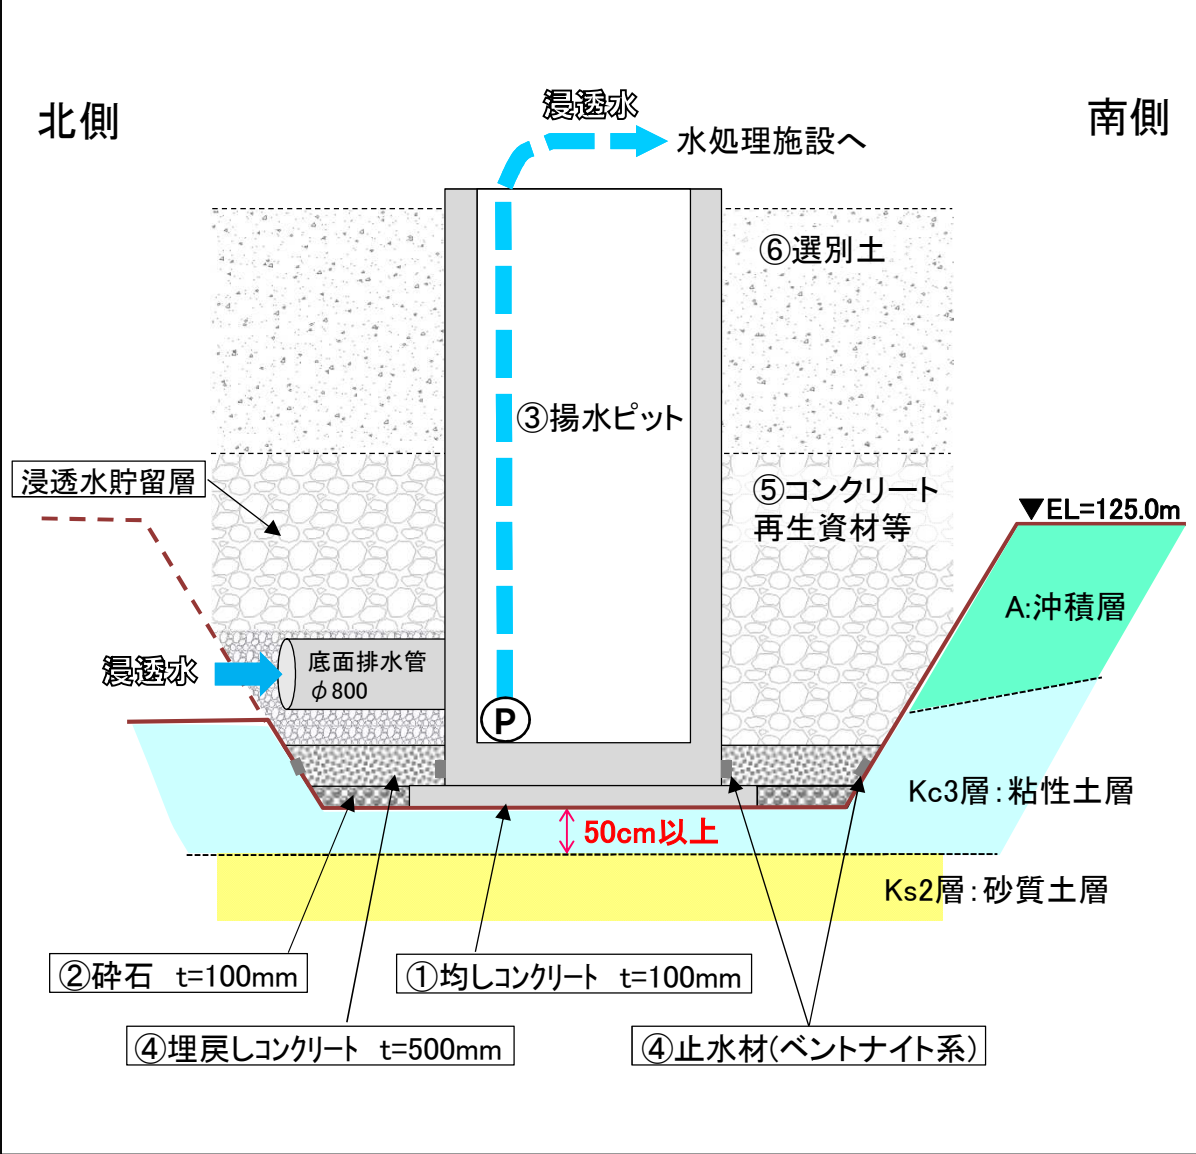 浸透水
北側
南側
水処理施設へ
⑥選別土
③揚水ピット
浸透水貯留層
⑤コンクリート
再生資材等
▼EL=125.0m
A:沖積層
浸透水
底面排水管
φ800
P
Kc3層:粘性土層
50cm以上
Ks2層:砂質土層
②砕石 t=100mm
①均しコンクリート t=100mm
④埋戻しコンクリート t=500mm
④止水材(ベントナイト系)